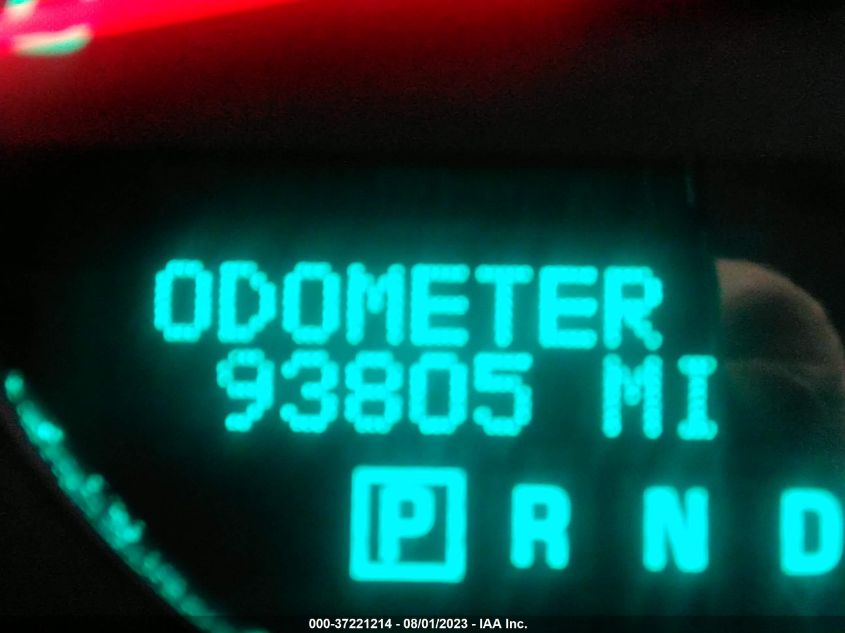 ODOMETER
93805 MI
P R N D
000-37221214 - 08/01/2023 - IAA Inc.